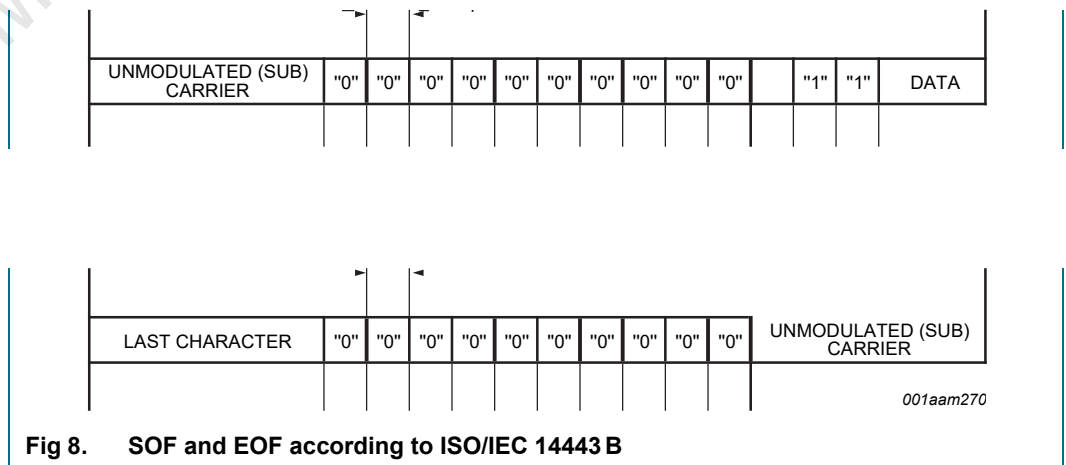 UNMODULATED (SUB)
CARRIER
"0" "0" "0" "0" "0" "0" "0" "0" "0" "0" "1" "1" DATA
LAST CHARACTER "0" "0" "0" "0" "0" "0" "0" "0" "0" "0"
UNMODULATED (SUB)
CARRIER
001aam270
Fig 8. SOF and EOF according to ISO/IEC 14443 B